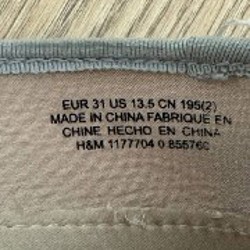 EUR 31 US 13.5 CN 195(2)
MADE IN CHINA FABRIQUE EN
CHINE HECHO EN CHINA
H&M 1177704 0 855766